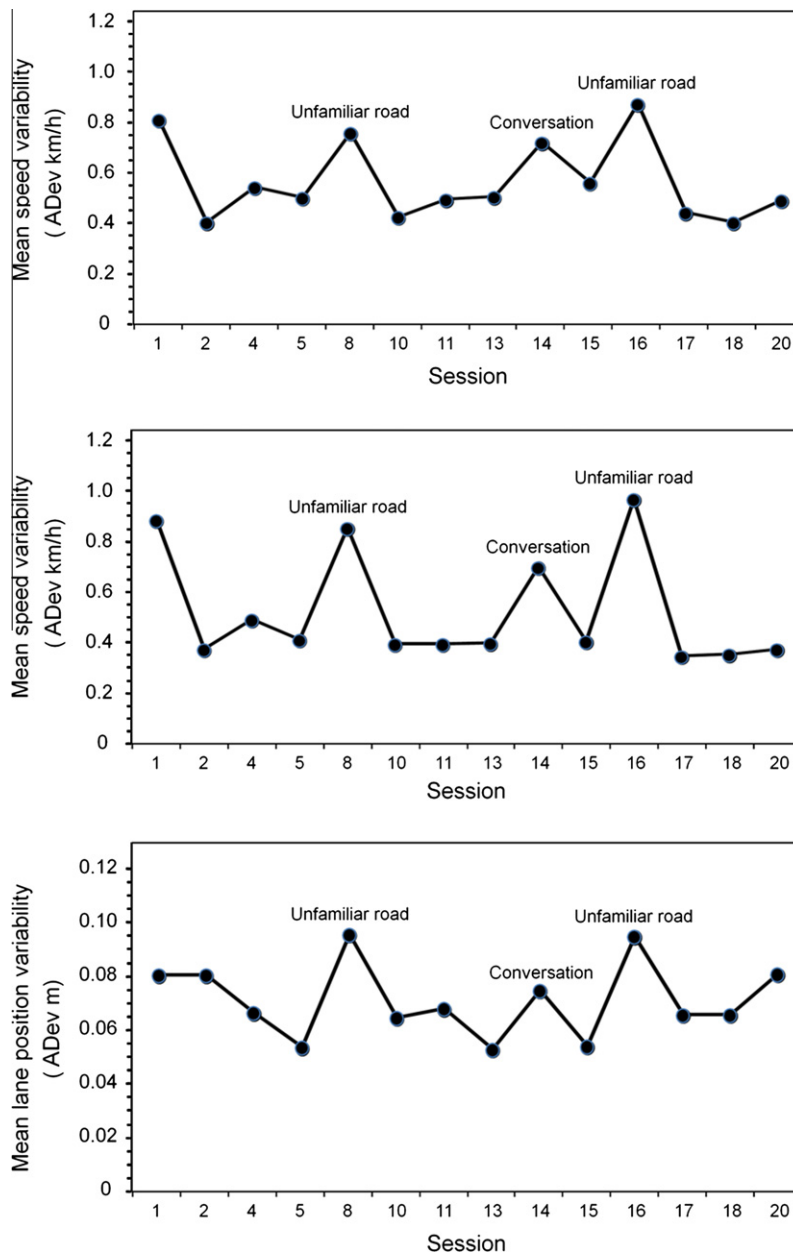 Mean speed variability
( ADev km/h)
1.2
1.0
0.8
0.6
0.4
0.2
0
Unfamiliar road
Conversation
Unfamiliar road
1 2 4 5 8 10 11 13 14 15 16 17 18 20
Session
Mean speed variability
( ADev km/h)
1.2
1.0
0.8
0.6
0.4
0.2
0
Unfamiliar road
Conversation
Unfamiliar road
1 2 4 5 8 10 11 13 14 15 16 17 18 20
Session
Mean lane position variability
( ADev m)
0.12
0.10
0.08
0.06
0.04
0.02
0
Unfamiliar road
Conversation
Unfamiliar road
1 2 4 5 8 10 11 13 14 15 16 17 18 20
Session